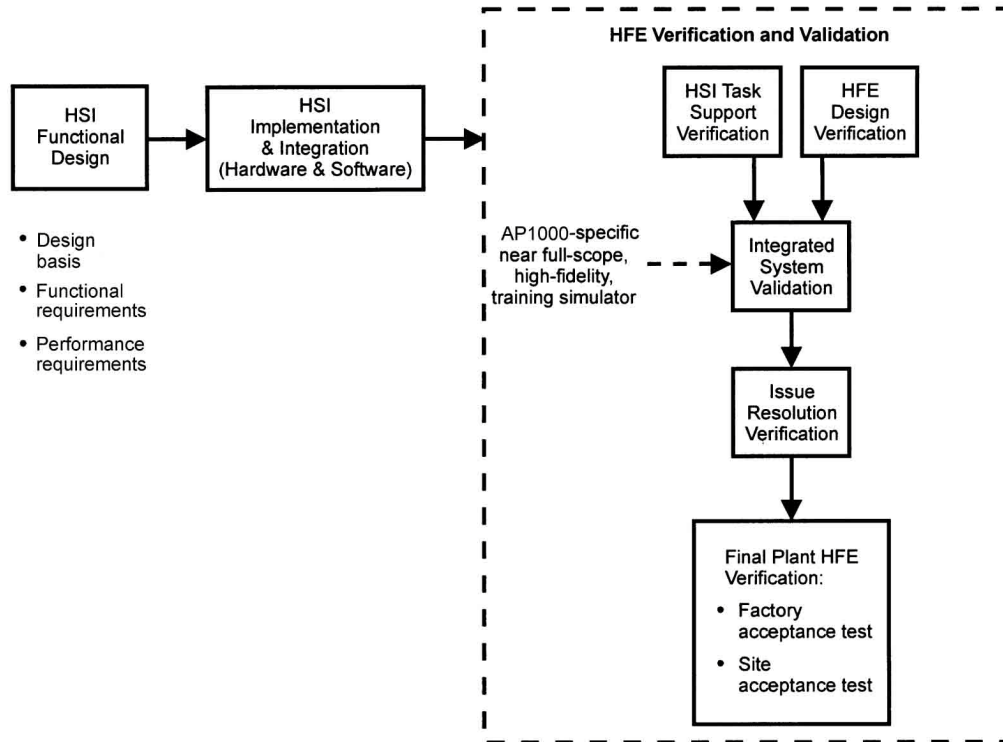 HFE Verification and Validation
HSI
Functional
Design
HSI
Implementation
& Integration
(Hardware & Software)
HSI Task
Support
Verification
HFE
Design
Verification
• Design
basis
• Functional
requirements
• Performance
requirements
AP1000-specific
near full-scope,
high-fidelity,
training simulator
Integrated
System
Validation
Issue
Resolution
Verification
Final Plant HFE
Verification:
• Factory
acceptance test
• Site
acceptance test